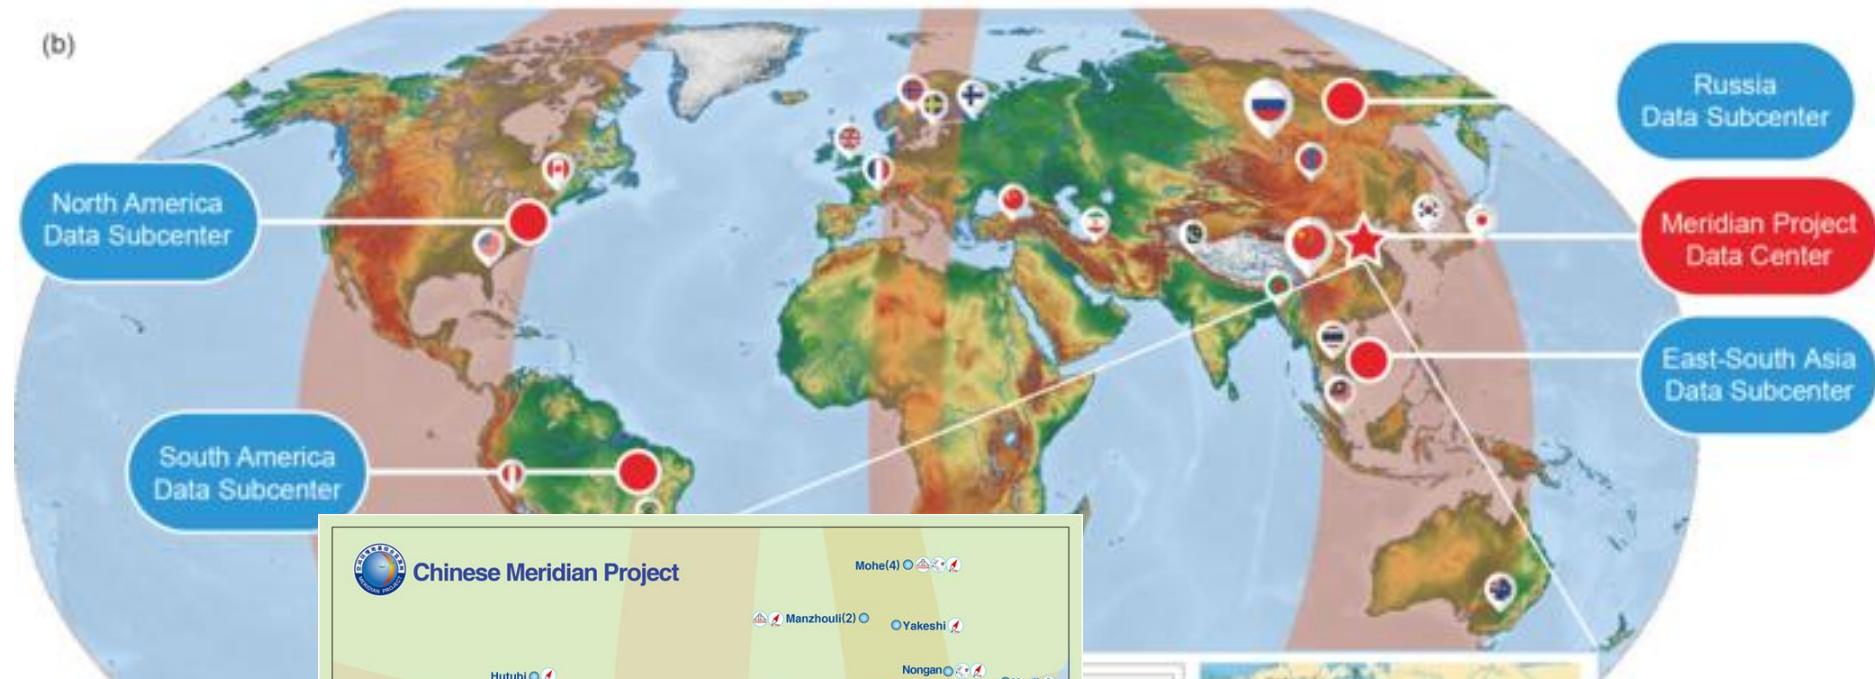 (b)
Russia
Data Subcenter
North America
Data Subcenter
Meridian Project
Data Center
East-South Asia
Data Subcenter
South America
Data Subcenter
Chinese Meridian Project
Mohe(4)
Manzhouli(2)
Yakeshi
Nongan
Hutubi